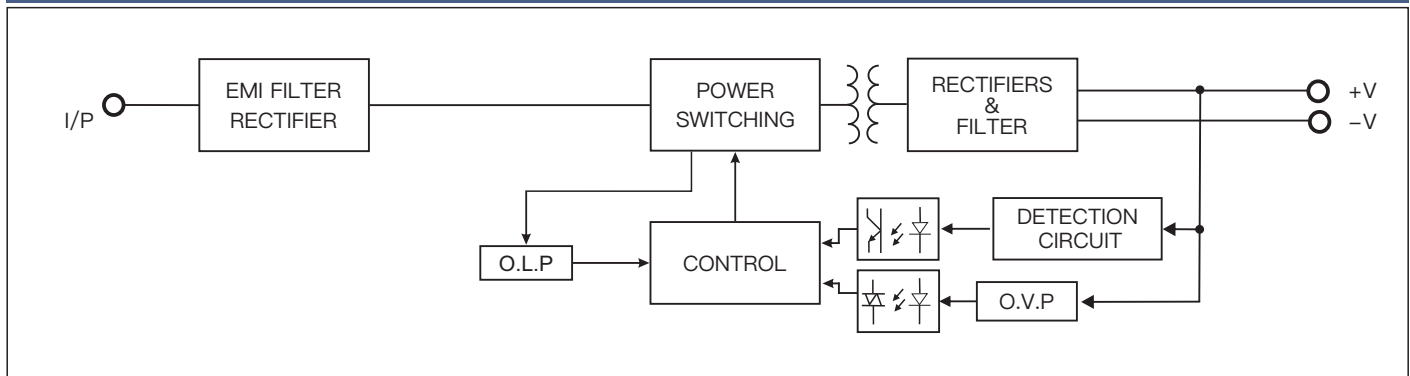 I/P
EMI FILTER
RECTIFIER
POWER
SWITCHING
RECTIFIERS
&
FILTER
+V
–V
O.L.P
CONTROL
DETECTION
CIRCUIT
O.V.P